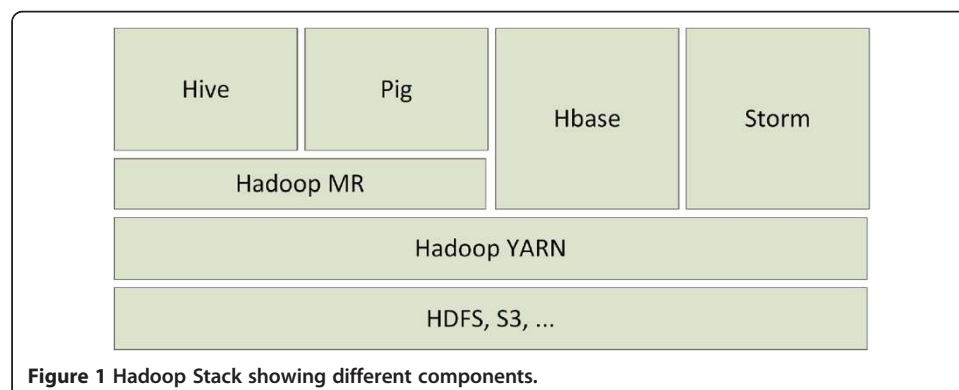 Hive
Pig
Hbase
Storm
Hadoop MR
Hadoop YARN
HDFS, S3, ...
Figure 1 Hadoop Stack showing different components.